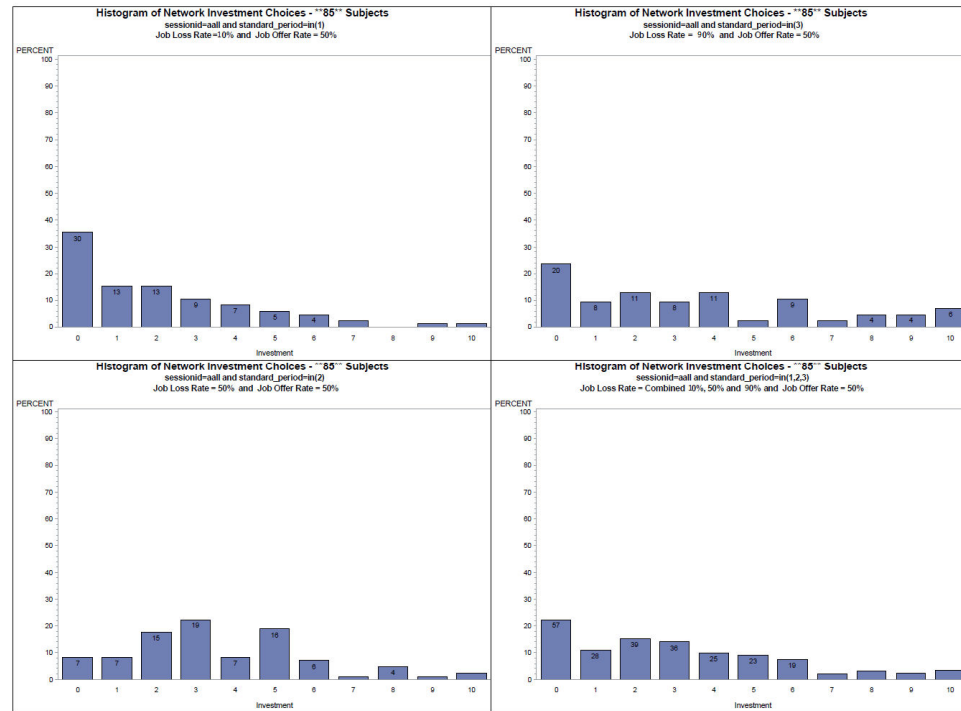 Histogram of Network Investment Choices - **85** Subjects
sessionid=aall and standard_period=in(1)
Job Loss Rate=10% and Job Offer Rate = 50%
PERCENT
100
90
80
70
60
50
40
30
20
10
0
30 13 13 9 7 5 4
0 1 2 3 4 5 6 7 8 9 10
Investment
Histogram of Network Investment Choices - **85** Subjects
sessionid=aall and standard_period=in(3)
Job Loss Rate = 90% and Job Offer Rate = 50%
PERCENT
100
90
80
70
60
50
40
30
20
10
0
20 8 11 8 11 9 4 4 6
0 1 2 3 4 5 6 7 8 9 10
Investment
Histogram of Network Investment Choices - **85** Subjects
sessionid=aall and standard_period=in(2)
Job Loss Rate = 50% and Job Offer Rate = 50%
PERCENT
100
90
80
70
60
50
40
30
20
10
0
7 7 15 19 7 16 6 4
0 1 2 3 4 5 6 7 8 9 10
Investment
Histogram of Network Investment Choices - **85** Subjects
sessionid=aall and standard_period=in(1,2,3)
Job Loss Rate = Combined 10%, 50% and 90% and Job Offer Rate = 50%
PERCENT
100
90
80
70
60
50
40
30
20
10
0
57 28 39 36 25 23 19
0 1 2 3 4 5 6 7 8 9 10
Investment